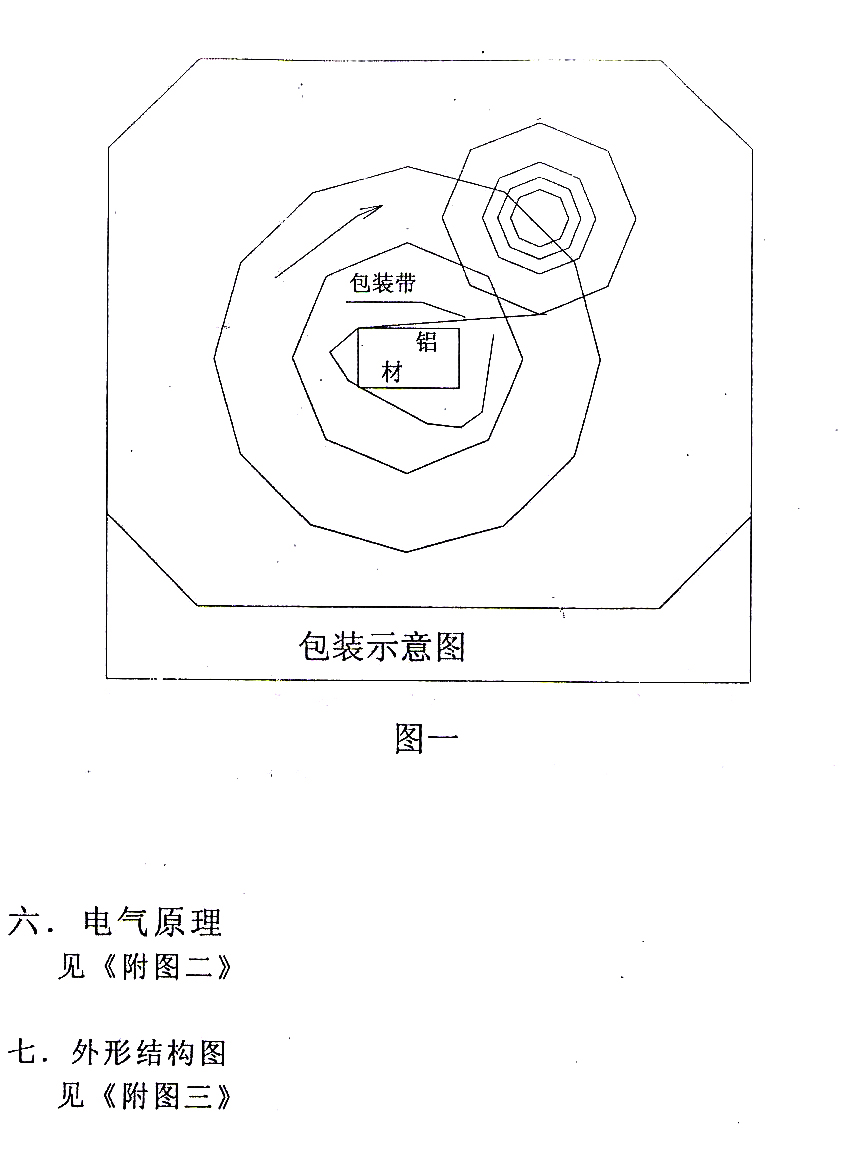 包装带
铝
材
包装示意图
图一
六．电气原理
见《附图二》
七．外形结构图
见《附图三》